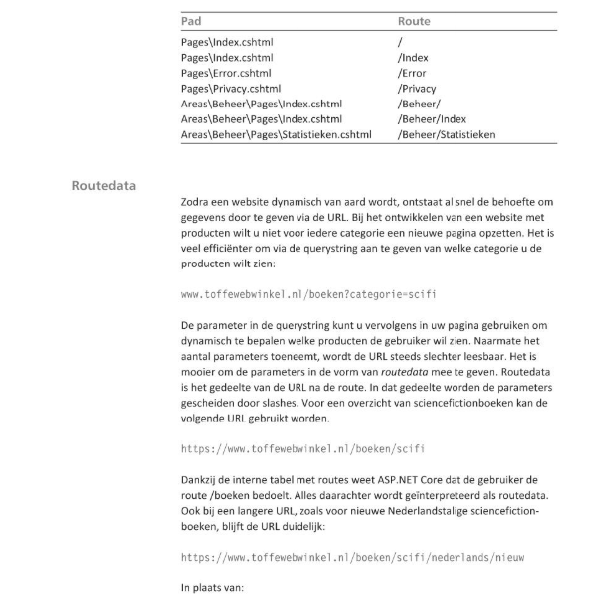 Pad Route
Pages\Index.cshtml /
Pages\Index.cshtml /Index
Pages\Error.cshtml /Error
Pages\Privacy.cshtml /Privacy
Areas\Beheer\Pages\Index.cshtml /Beheer/
Areas\Beheer\Pages\Index.cshtml /Beheer/Index
Areas\Beheer\Pages\Statistieken.cshtml /Beheer/Statistieken
Routedata
Zodra een website dynamisch van aard wordt, ontstaat al snel de behoefte om
gegevens door te geven via de URL. Bij het ontwikkelen van een website met
producten wilt u niet voor iedere categorie een nieuwe pagina opzetten. Het is
veel efficiënter om via de querystring aan te geven van welke categorie u de
producten wilt zien:
www.toffewebwinkel.nl/boeken?categorie=scifi
De parameter in de querystring kunt u vervolgens in uw pagina gebruiken om
dynamisch te bepalen welke producten de gebruiker wil zien. Naarmate het
aantal parameters toeneemt, wordt de URL steeds slechter leesbaar. Het is
mooier om de parameters in de vorm van routedata mee te geven. Routedata
is het gedeelte van de URL na de route. In dat gedeelte worden de parameters
gescheiden door slashes. Voor een overzicht van sciencefictionboeken kan de
volgende URL gebruikt worden.
https://www.toffewebwinkel.nl/boeken/scifi
Dankzij de interne tabel met routes weet ASP.NET Core dat de gebruiker de
route /boeken bedoelt. Alles daarachter wordt geïnterpreteerd als routedata.
Ook bij een langere URL, zoals voor nieuwe Nederlandstalige sciencefiction-
boeken, blijft de URL duidelijk:
https://www.toffewebwinkel.nl/boeken/scifi/nederlands/nieuw
In plaats van: